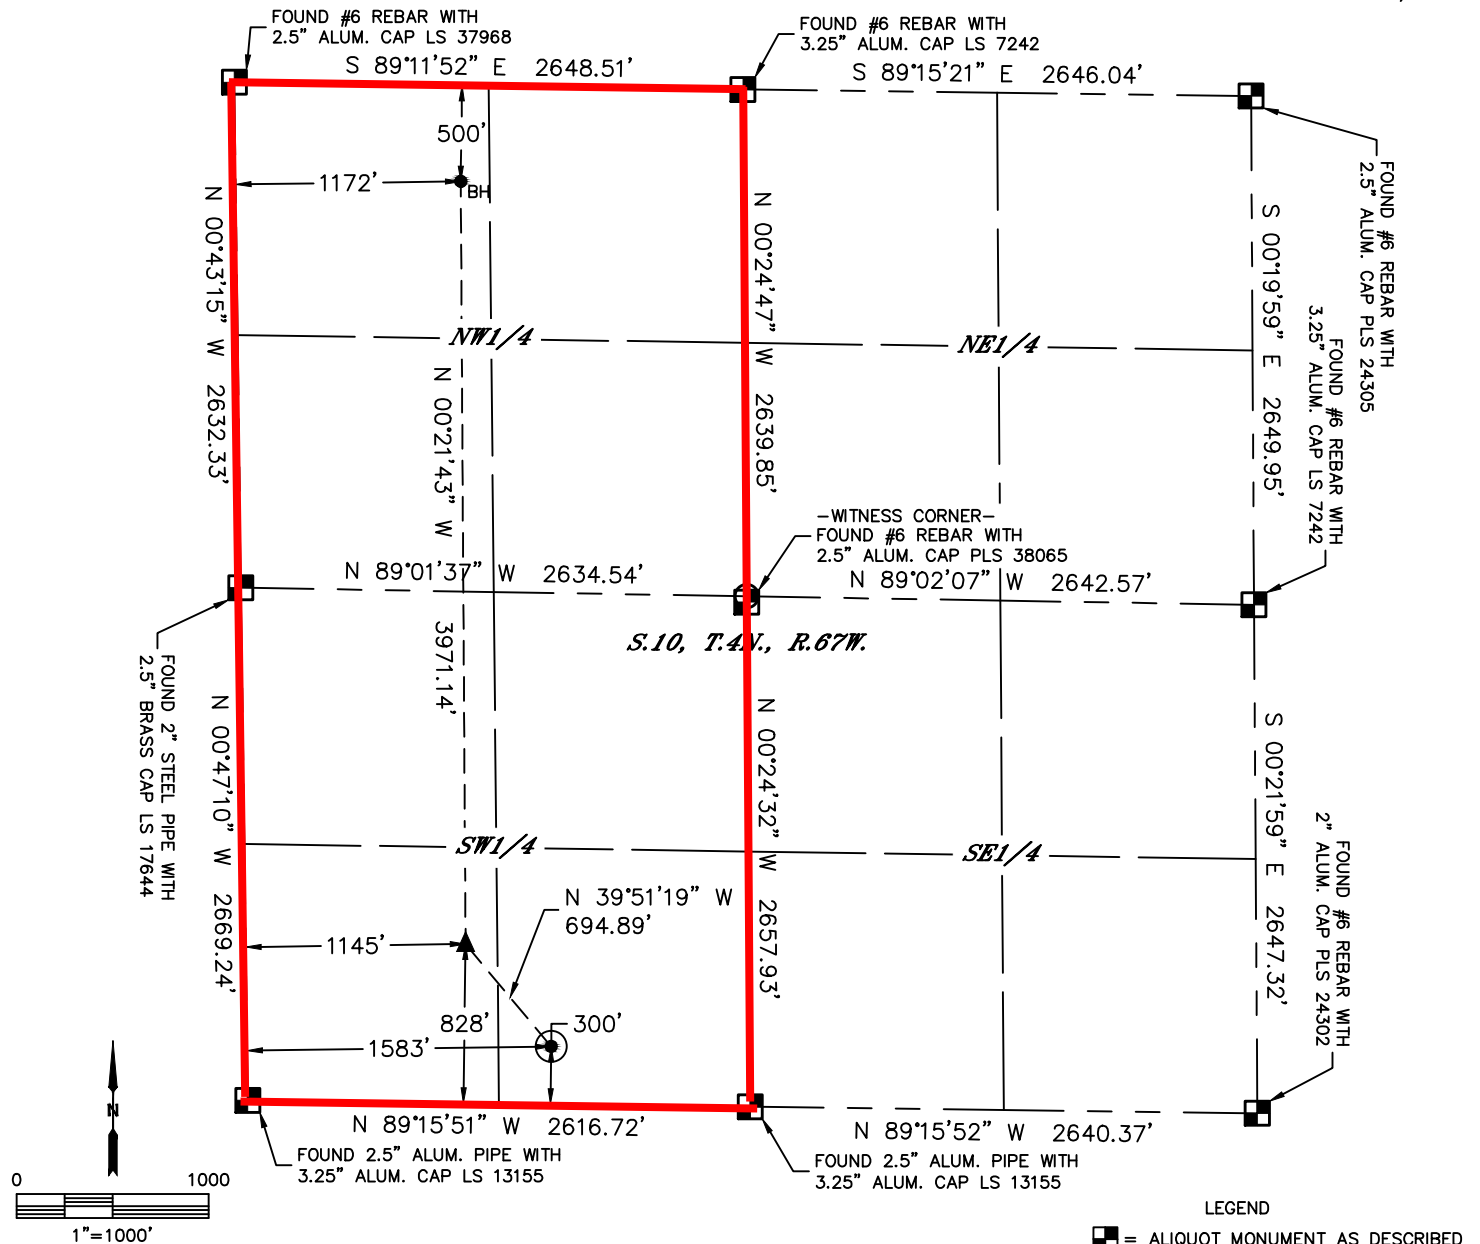 FOUND #6 REBAR WITH
2.5" ALUM. CAP LS 37968
S 89°11'52" E 2648.51'
FOUND #6 REBAR WITH
3.25" ALUM. CAP LS 7242
S 89°15'21" E 2646.04'
500'
1172'
BH
FOUND #6 REBAR WITH
2.5" ALUM. CAP PLS 24305
N 00°43'15" W 2632.33'
N 00°24'47" W 2639.85'
S 00°19'59" E 2649.95'
NW1/4
NE1/4
FOUND #6 REBAR WITH
3.25" ALUM. CAP LS 7242
N 00°21'43" W 3971.14'
-WITNESS CORNER-
FOUND #6 REBAR WITH
2.5" ALUM. CAP PLS 38065
N 89°01'37" W 2634.54'
N 89°02'07" W 2642.57'
S.10, T.4N., R.67W.
FOUND 2" STEEL PIPE WITH
2.5" BRASS CAP LS 17644
N 00°47'10" W 2669.24'
N 00°24'32" W 2657.93'
S 00°21'59" E 2647.32'
SW1/4
SE1/4
FOUND #6 REBAR WITH
2" ALUM. CAP PLS 24302
N 39°51'19" W
694.89'
1145'
828'
300'
1583'
N 89°15'51" W 2616.72'
N 89°15'52" W 2640.37'
FOUND 2.5" ALUM. PIPE WITH
3.25" ALUM. CAP LS 13155
FOUND 2.5" ALUM. PIPE WITH
3.25" ALUM. CAP LS 13155
N
0 1000
1"=1000'
LEGEND
= ALIQUOT MONUMENT AS DESCRIBED